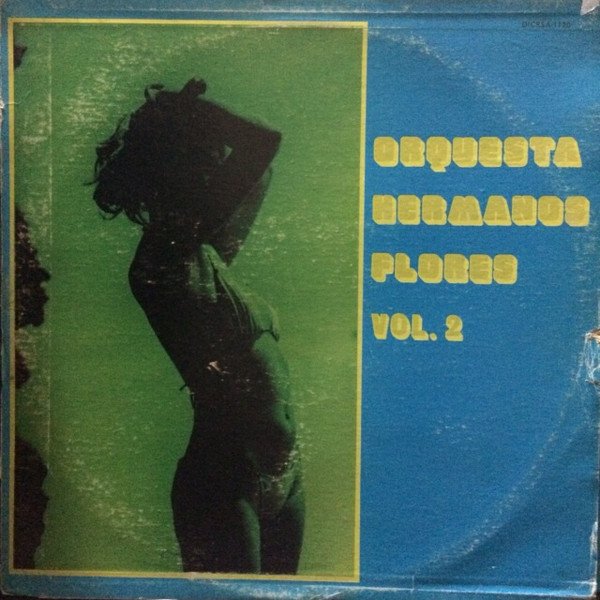 ORQUESTA
HERMANOS
FLORES
VOL. 2